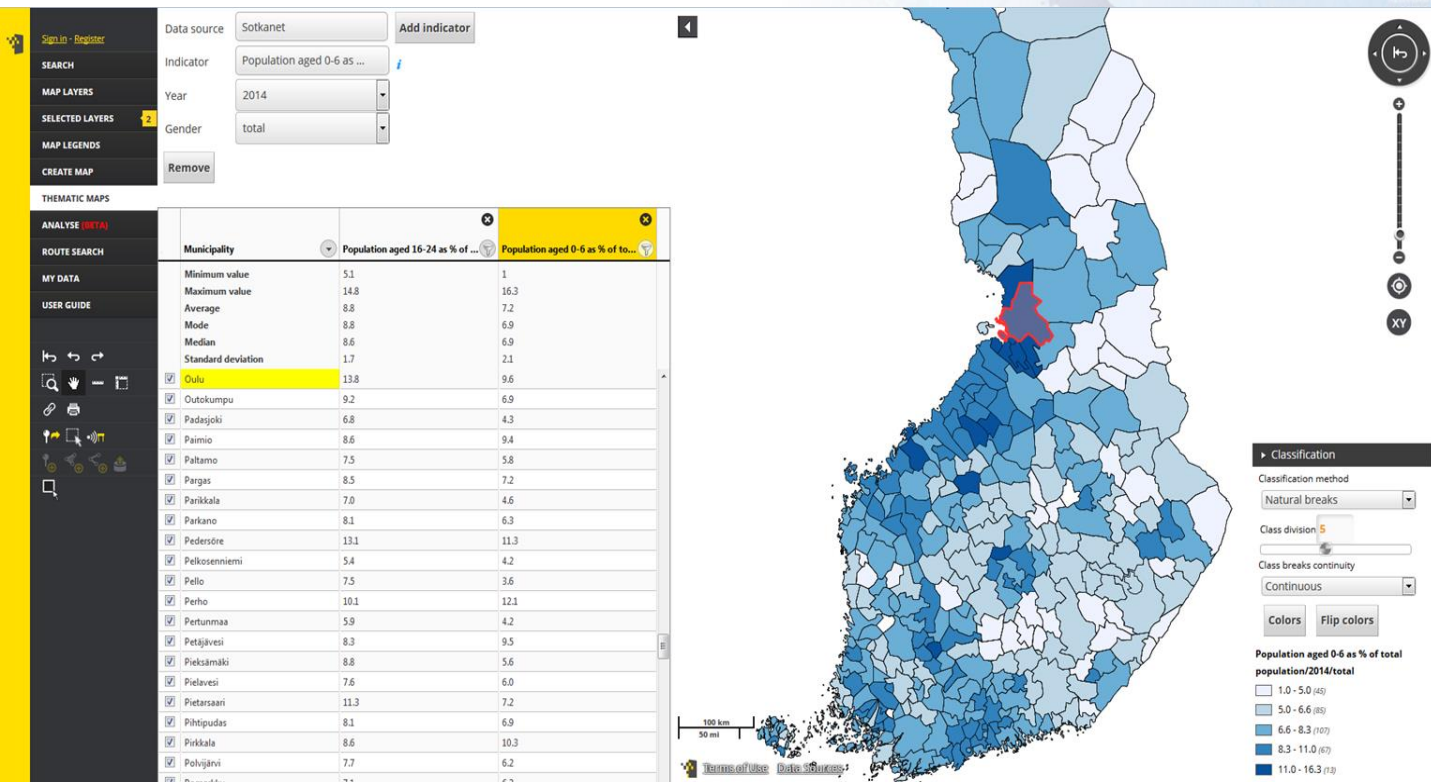 Sign in - Register
SEARCH
MAP LAYERS
SELECTED LAYERS 2
MAP LEGENDS
CREATE MAP
THEMATIC MAPS
ANALYSE (BETA)
ROUTE SEARCH
MY DATA
USER GUIDE
Data source Sotkanet Add indicator
Indicator Population aged 0-6 as ... i
Year 2014
Gender total
Remove
Municipality Population aged 16-24 as % of ... Population aged 0-6 as % of to...
Minimum value 5.1 1
Maximum value 14.8 16.3
Average 8.8 7.2
Mode 8.8 6.9
Median 8.6 6.9
Standard deviation 1.7 2.1
Oulu 13.8 9.6
Outokumpu 9.2 6.9
Padasjoki 6.8 4.3
Paimio 8.6 9.4
Paltamo 7.5 5.8
Pargas 8.5 7.2
Parikkala 7.0 4.6
Parkano 8.1 6.3
Pedersöre 13.1 11.3
Pelkosenniemi 5.4 4.2
Pello 7.5 3.6
Perho 10.1 12.1
Pertunmaa 5.9 4.2
Petäjävesi 8.3 9.5
Pieksämäki 8.8 5.6
Pielavesi 7.6 6.0
Pietarsaari 11.3 7.2
Pihtipudas 8.1 6.9
Pirkkala 8.6 10.3
Polvijärvi 7.7 6.2
100 km
50 mi
Terms of Use Data Sources
XY
Classification
Classification method
Natural breaks
Class division 5
Class breaks continuity
Continuous
Colors Flip colors
Population aged 0-6 as % of total
population/2014/total
1.0 - 5.0 (45)
5.0 - 6.6 (85)
6.6 - 8.3 (107)
8.3 - 11.0 (67)
11.0 - 16.3 (13)